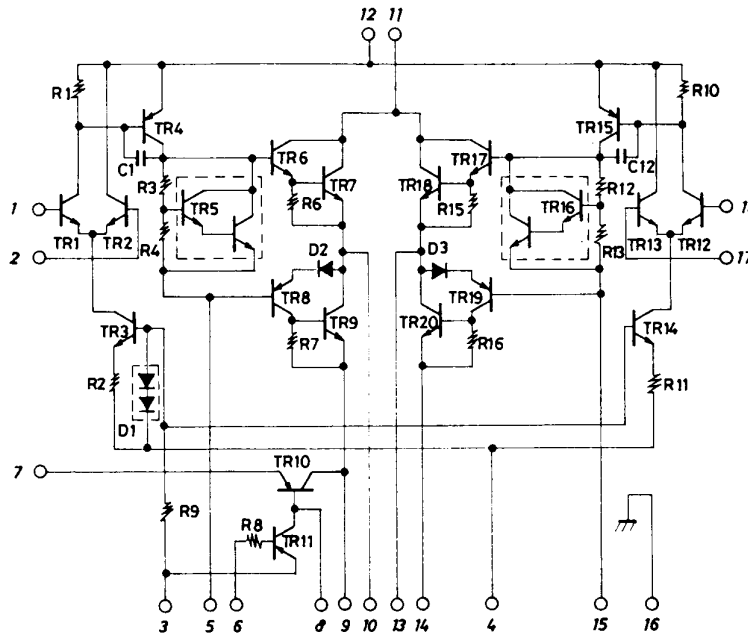 12 11
R1 R10
TR4 TR15
C1 TR6 TR17 C12
R3 TR7 TR18 R12
TR5 R6 R15 TR16
1 TR1 TR2 R4 R13 TR13 TR12
2 D2 D3 17
TR8 TR19
TR3 TR9 TR20 TR14
R2 R7 R16 R11
D1
7 TR10
R9 R8 TR11
3 5 6 8 9 10 13 14 4 15 16